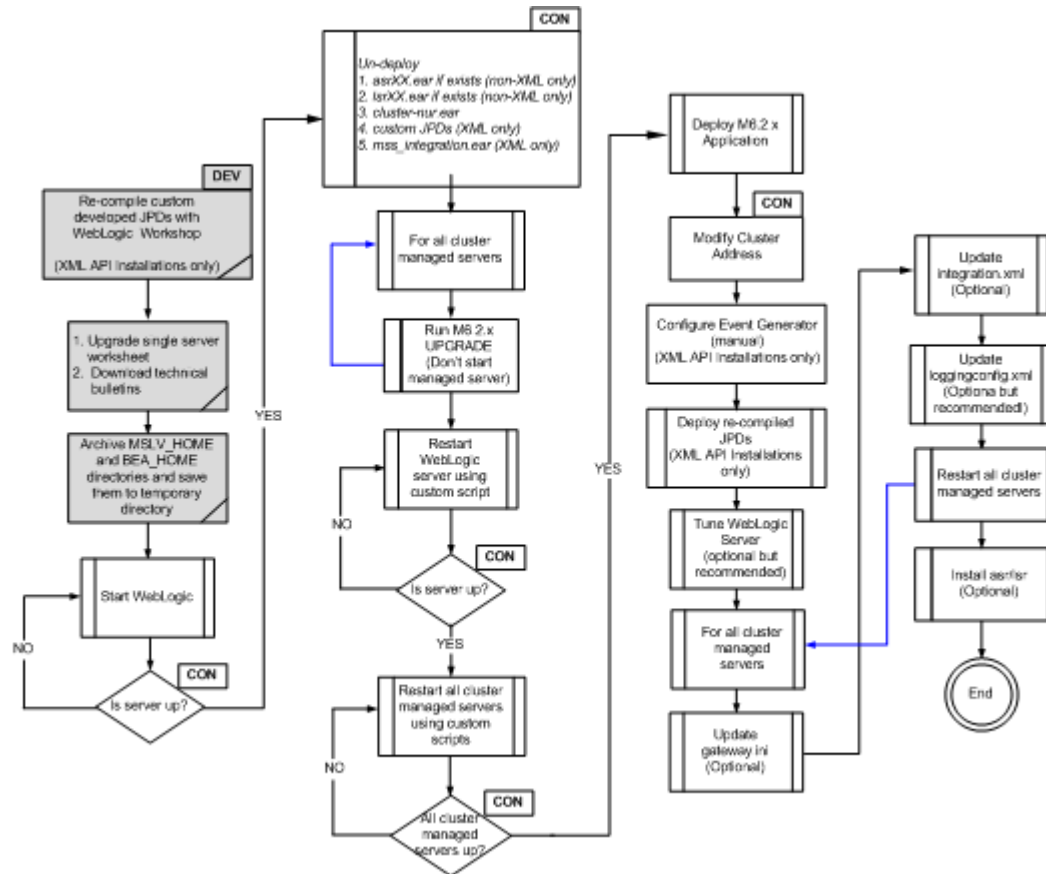 DEV
Re-compile custom
developed JPDs with
WebLogic Workshop
(XML API Installations only)
1. Upgrade single server
worksheet
2. Download technical
bulletins
Archive MSLV_HOME
and BEA_HOME
directories and save
them to temporary
directory
Start WebLogic
NO
CON
Is server up?
YES
CON
Un-deploy
1. asrXX.ear if exists (non-XML only)
2. lsrXX.ear if exists (non-XML only)
3. cluster-nur.ear
4. custom JPDs (XML only)
5. mss_integration.ear (XML only)
For all cluster
managed servers
Run M6.2.x
UPGRADE
(Don't start
managed server)
Restart
WebLogic
server using
custom script
NO
CON
Is server up?
YES
Restart all cluster
managed servers
using custom
scripts
NO
CON
All cluster
managed
servers up?
YES
Deploy M6.2.x
Application
CON
Modify Cluster
Address
Configure Event Generator
(manual)
(XML API Installations only)
Deploy re-compiled
JPDs
(XML API Installations
only)
Tune WebLogic
Server
(optional but
recommended)
For all cluster
managed
servers
Update
gateway ini
(Optional)
Update
integration.xml
(Optional)
Update
loggingconfig.xml
(Optiona but
recommended!)
Restart all cluster
managed servers
Install asr/lsr
(Optional)
End